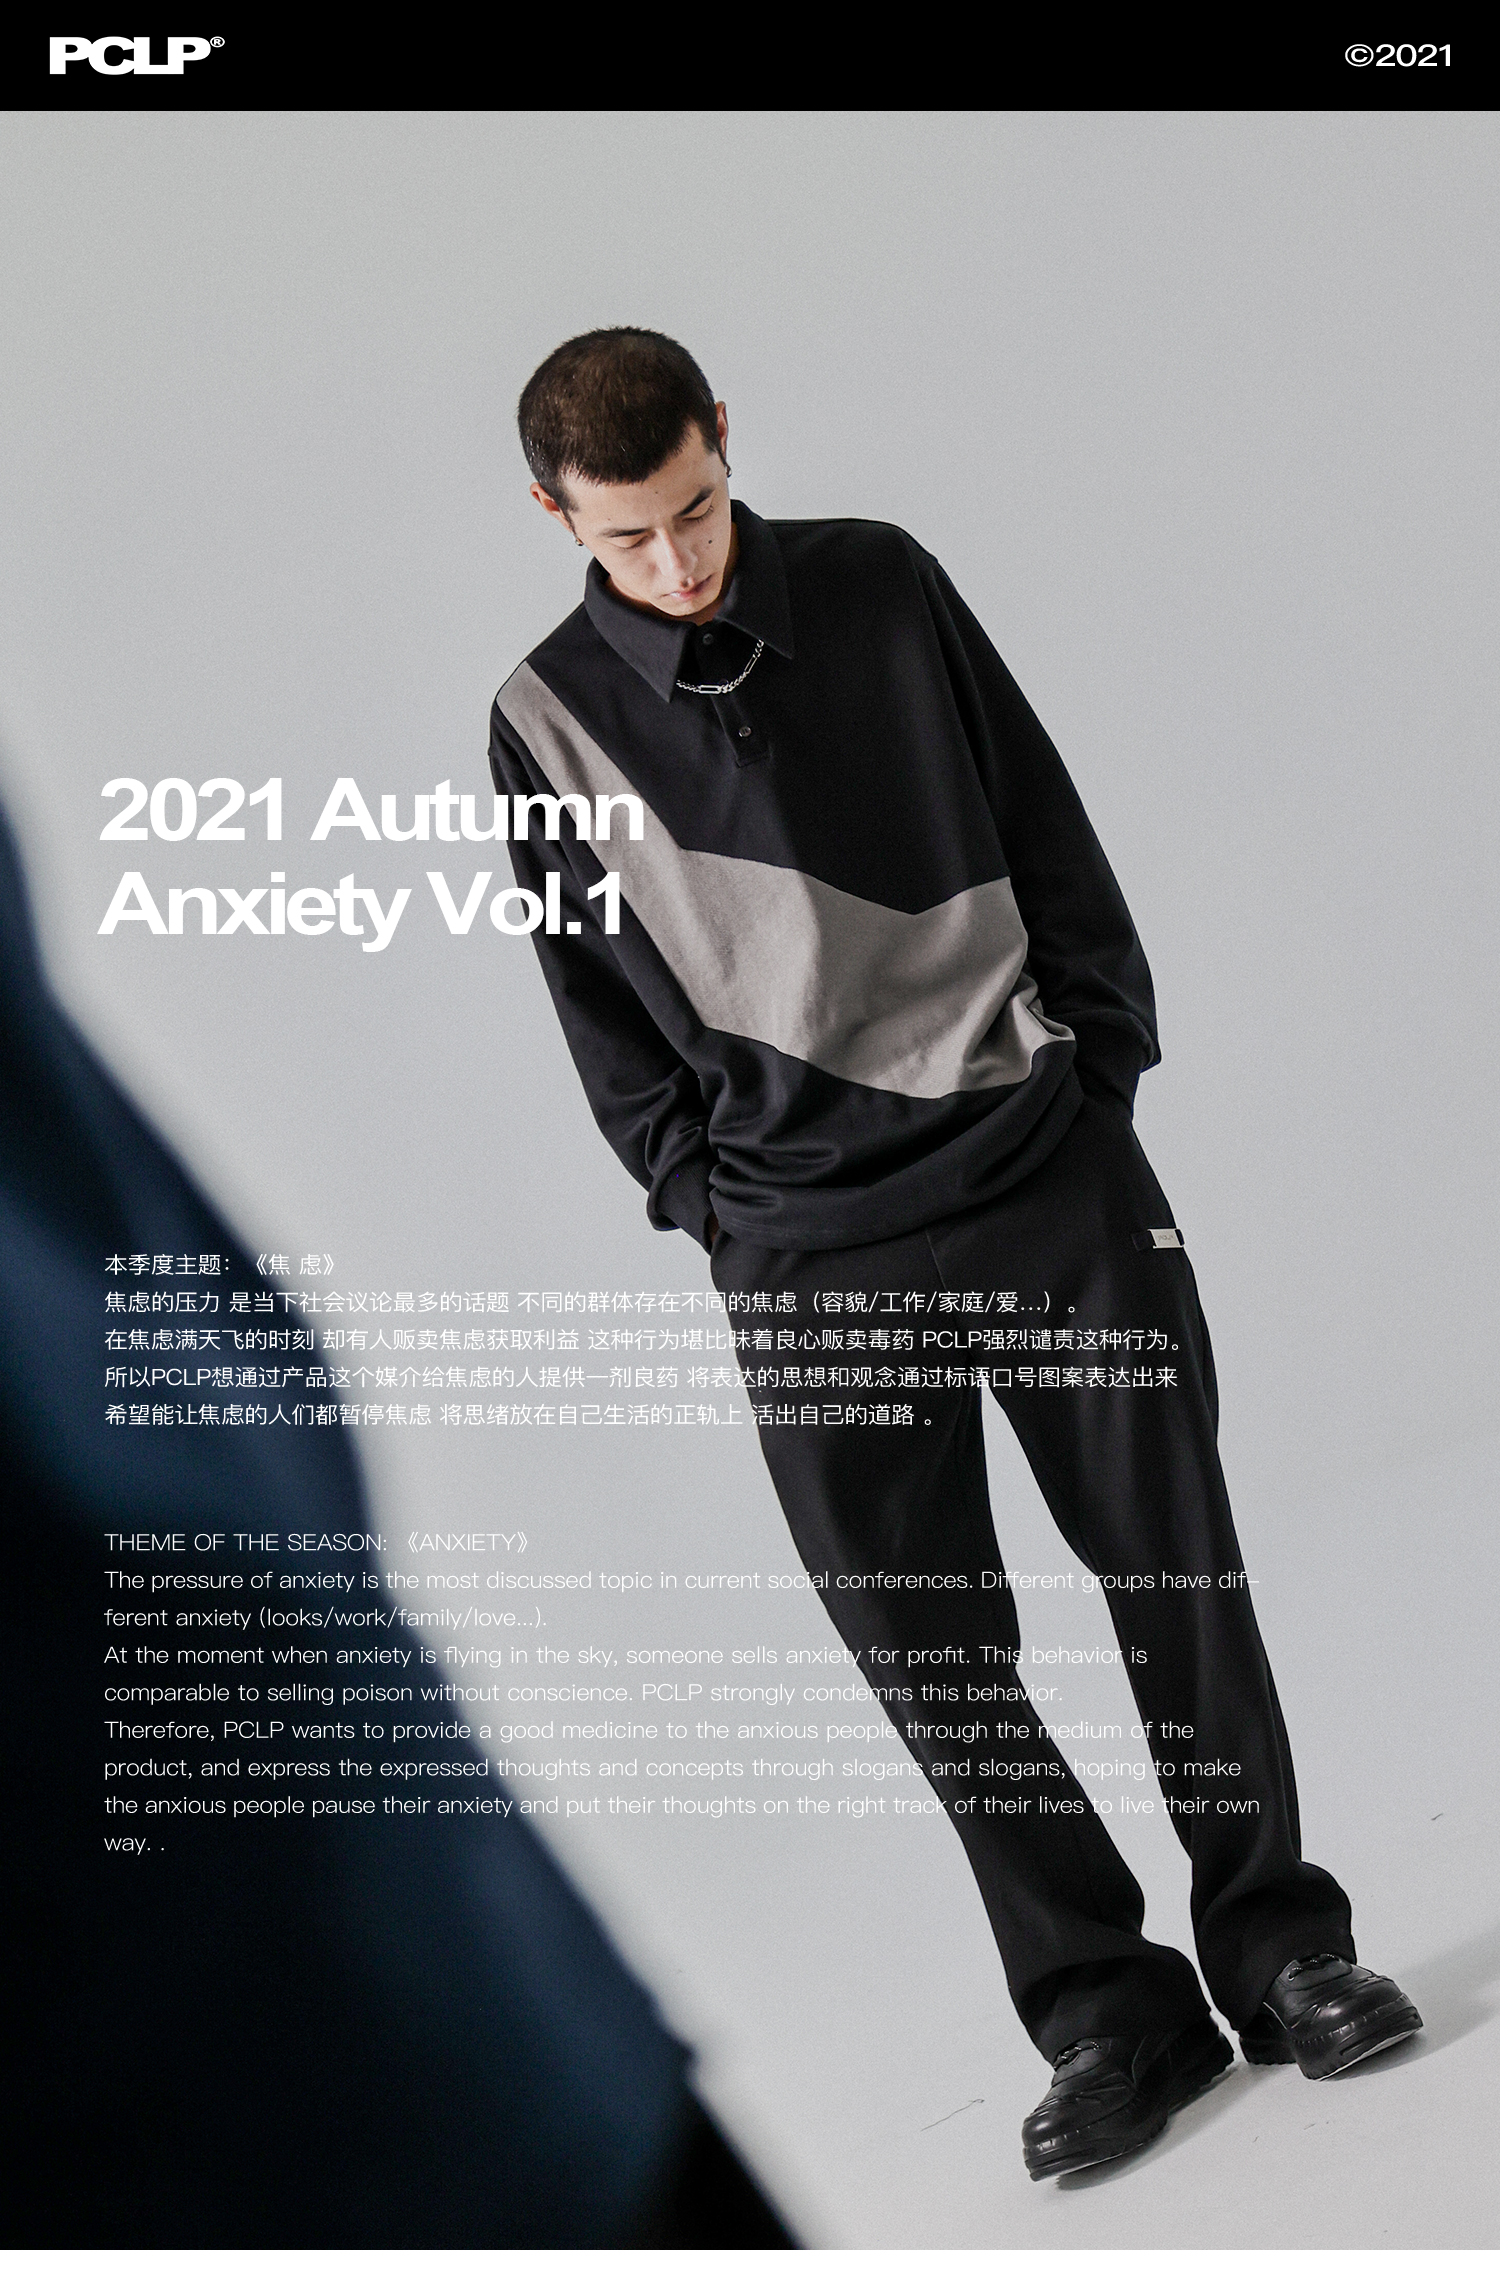 PCLP®
©2021
2021 Autumn
Anxiety Vol.1
本季度主题：《焦 虑》
焦虑的压力 是当下社会议论最多的话题 不同的群体存在不同的焦虑（容貌/工作/家庭/爱...）。
在焦虑满天飞的时刻 却有人贩卖焦虑获取利益 这种行为堪比昧着良心贩卖毒药 PCLP强烈谴责这种行为。
所以PCLP想通过产品这个媒介给焦虑的人提供一剂良药 将表达的思想和观念通过标语口号图案表达出来
希望能让焦虑的人们都暂停焦虑 将思绪放在自己生活的正轨上 活出自己的道路 。
THEME OF THE SEASON: 《ANXIETY》
The pressure of anxiety is the most discussed topic in current social conferences. Different groups have dif-
ferent anxiety (looks/work/family/love...).
At the moment when anxiety is flying in the sky, someone sells anxiety for profit. This behavior is
comparable to selling poison without conscience. PCLP strongly condemns this behavior.
Therefore, PCLP wants to provide a good medicine to the anxious people through the medium of the
product, and express the expressed thoughts and concepts through slogans and slogans, hoping to make
the anxious people pause their anxiety and put their thoughts on the right track of their lives to live their own
way. .